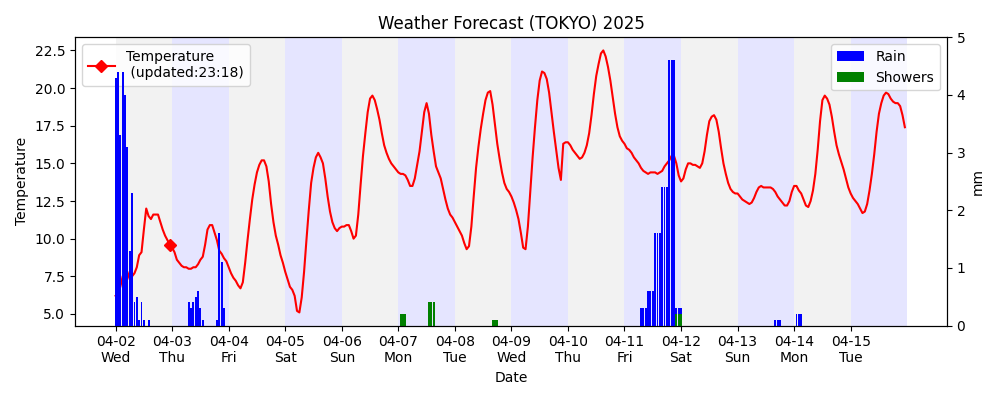 Weather Forecast (TOKYO) 2025
Temperature
(updated:23:18)
Rain
Showers
Temperature
22.5
20.0
17.5
15.0
12.5
10.0
7.5
5.0
5
4
3
2
1
0
mm
04-02 04-03 04-04 04-05 04-06 04-07 04-08 04-09 04-10 04-11 04-12 04-13 04-14 04-15
Wed Thu Fri Sat Sun Mon Tue Wed Thu Fri Sat Sun Mon Tue
Date